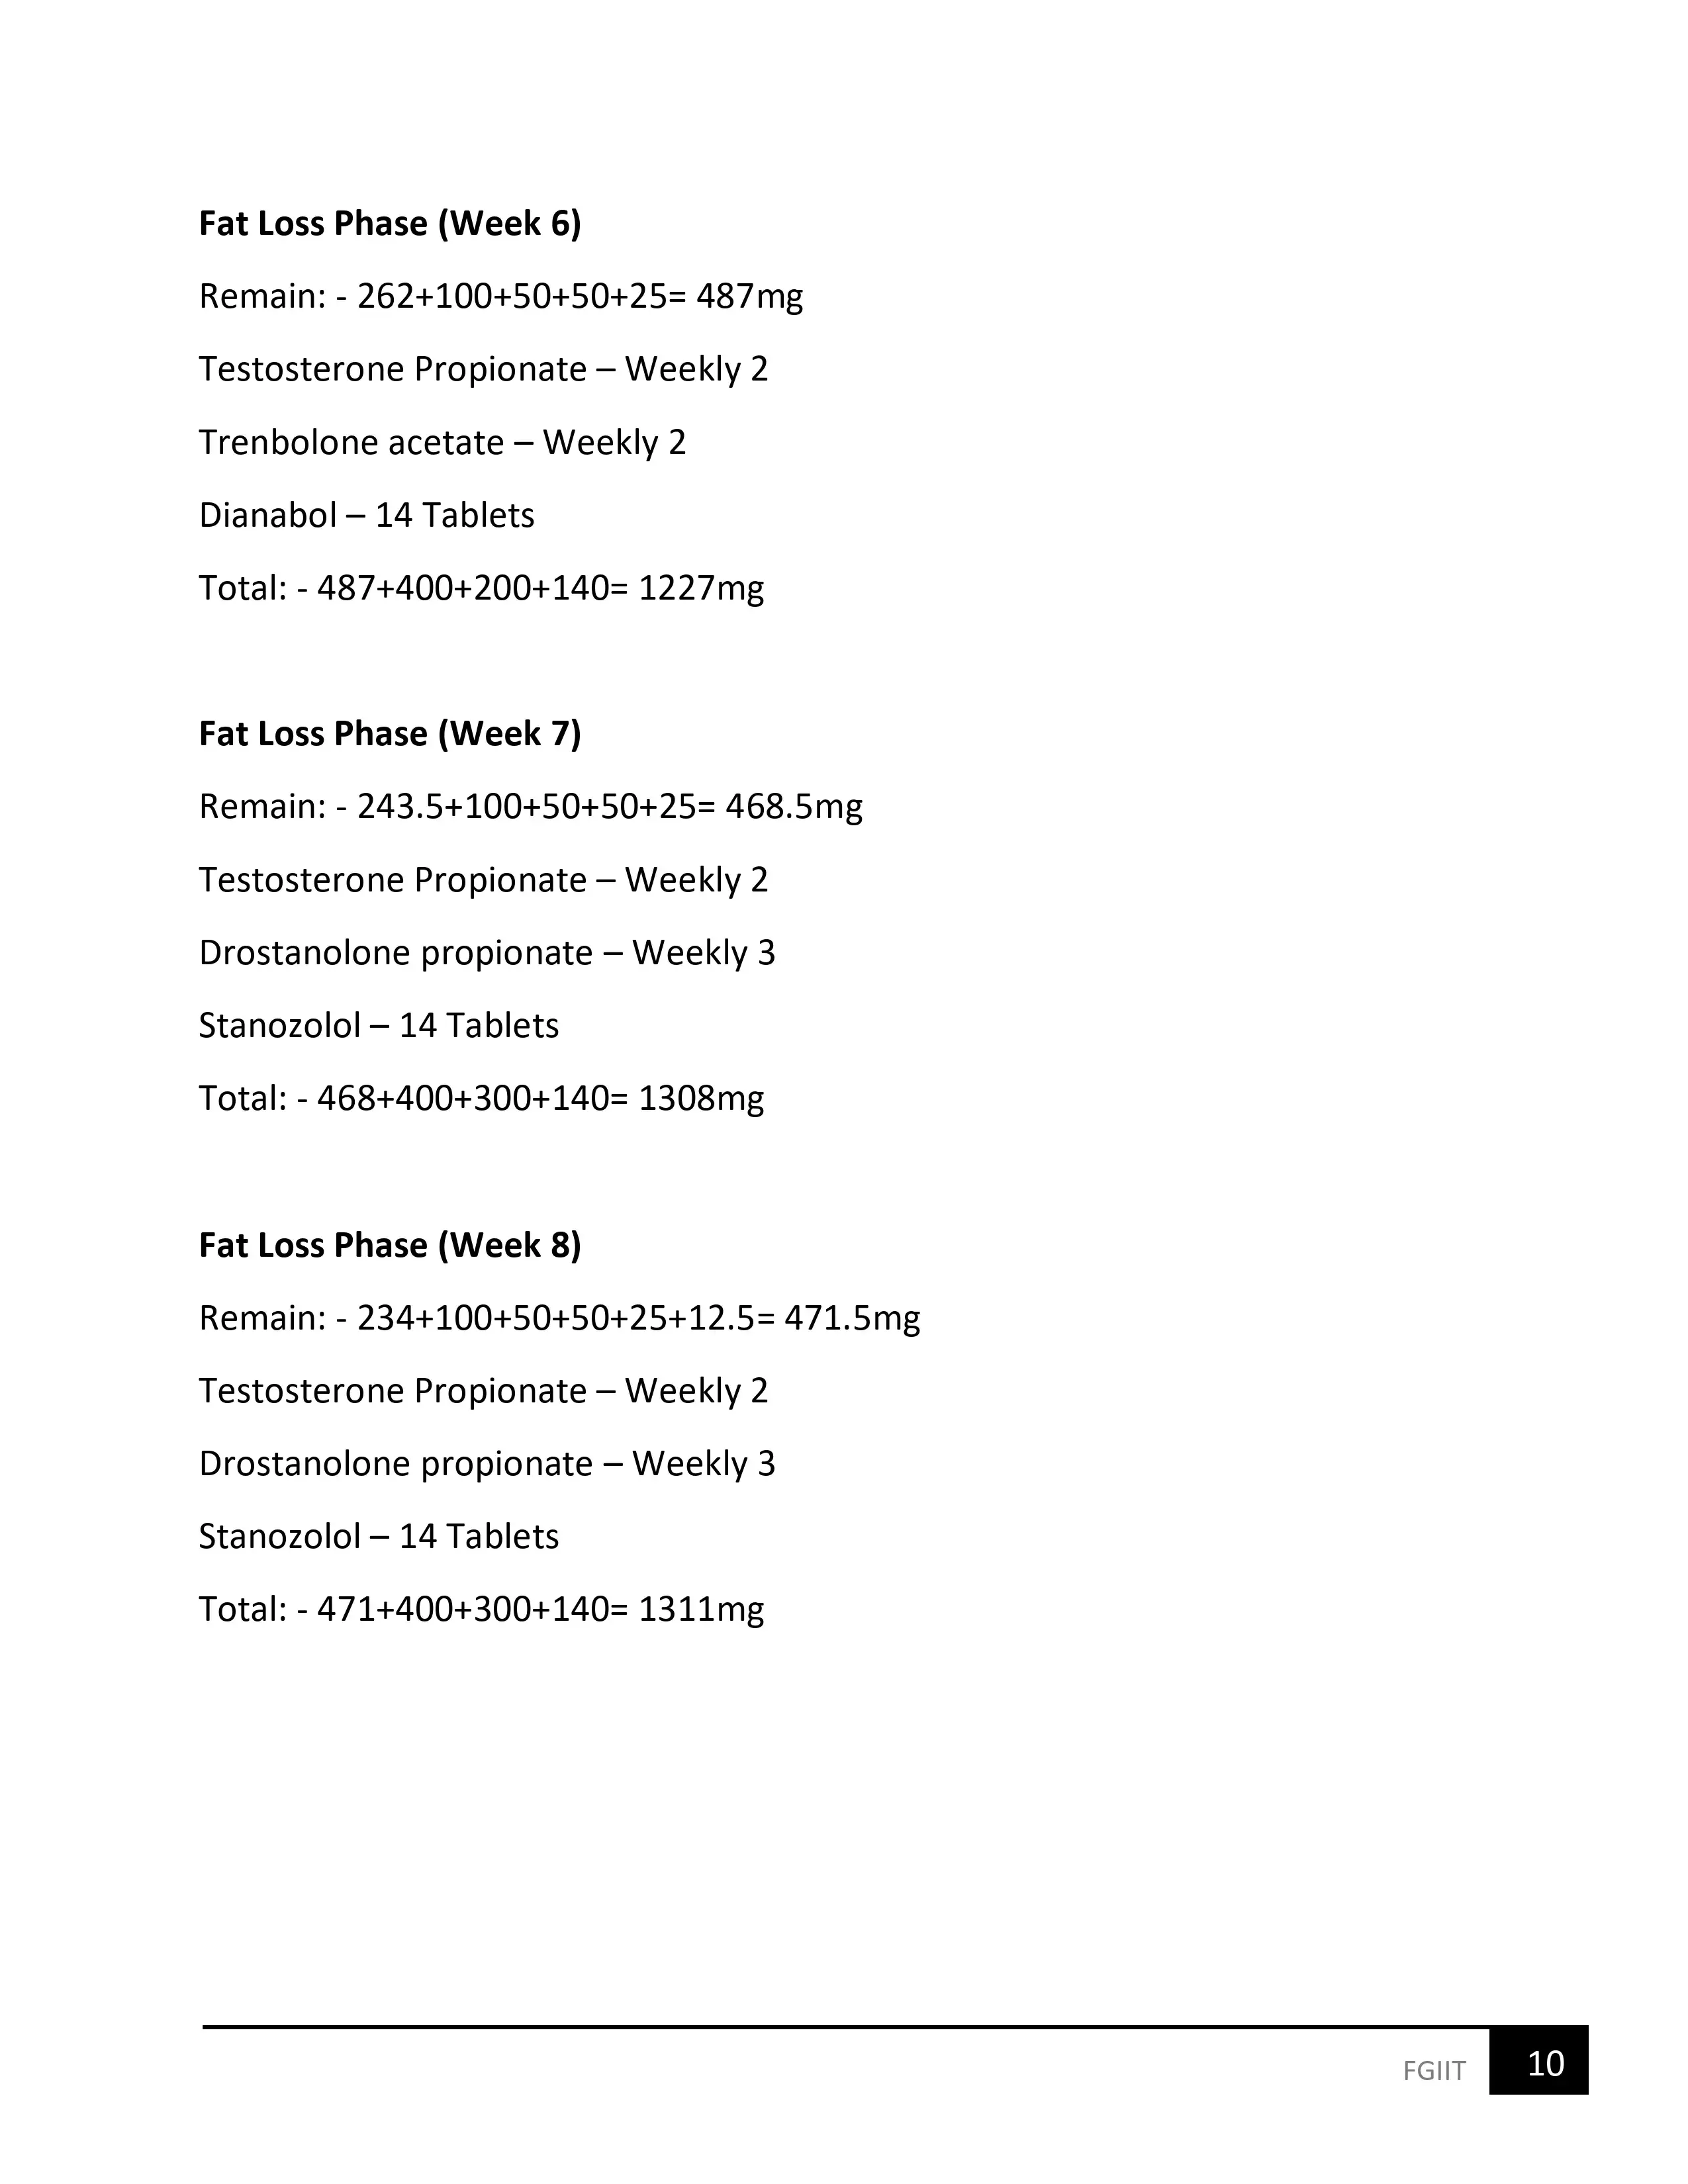 Fat Loss Phase (Week 6)
Remain: - 262+100+50+50+25= 487mg
Testosterone Propionate – Weekly 2
Trenbolone acetate – Weekly 2
Dianabol – 14 Tablets
Total: - 487+400+200+140= 1227mg
Fat Loss Phase (Week 7)
Remain: - 243.5+100+50+50+25= 468.5mg
Testosterone Propionate – Weekly 2
Drostanolone propionate – Weekly 3
Stanozolol – 14 Tablets
Total: - 468+400+300+140= 1308mg
Fat Loss Phase (Week 8)
Remain: - 234+100+50+50+25+12.5= 471.5mg
Testosterone Propionate – Weekly 2
Drostanolone propionate – Weekly 3
Stanozolol – 14 Tablets
Total: - 471+400+300+140= 1311mg
FGIIT 10